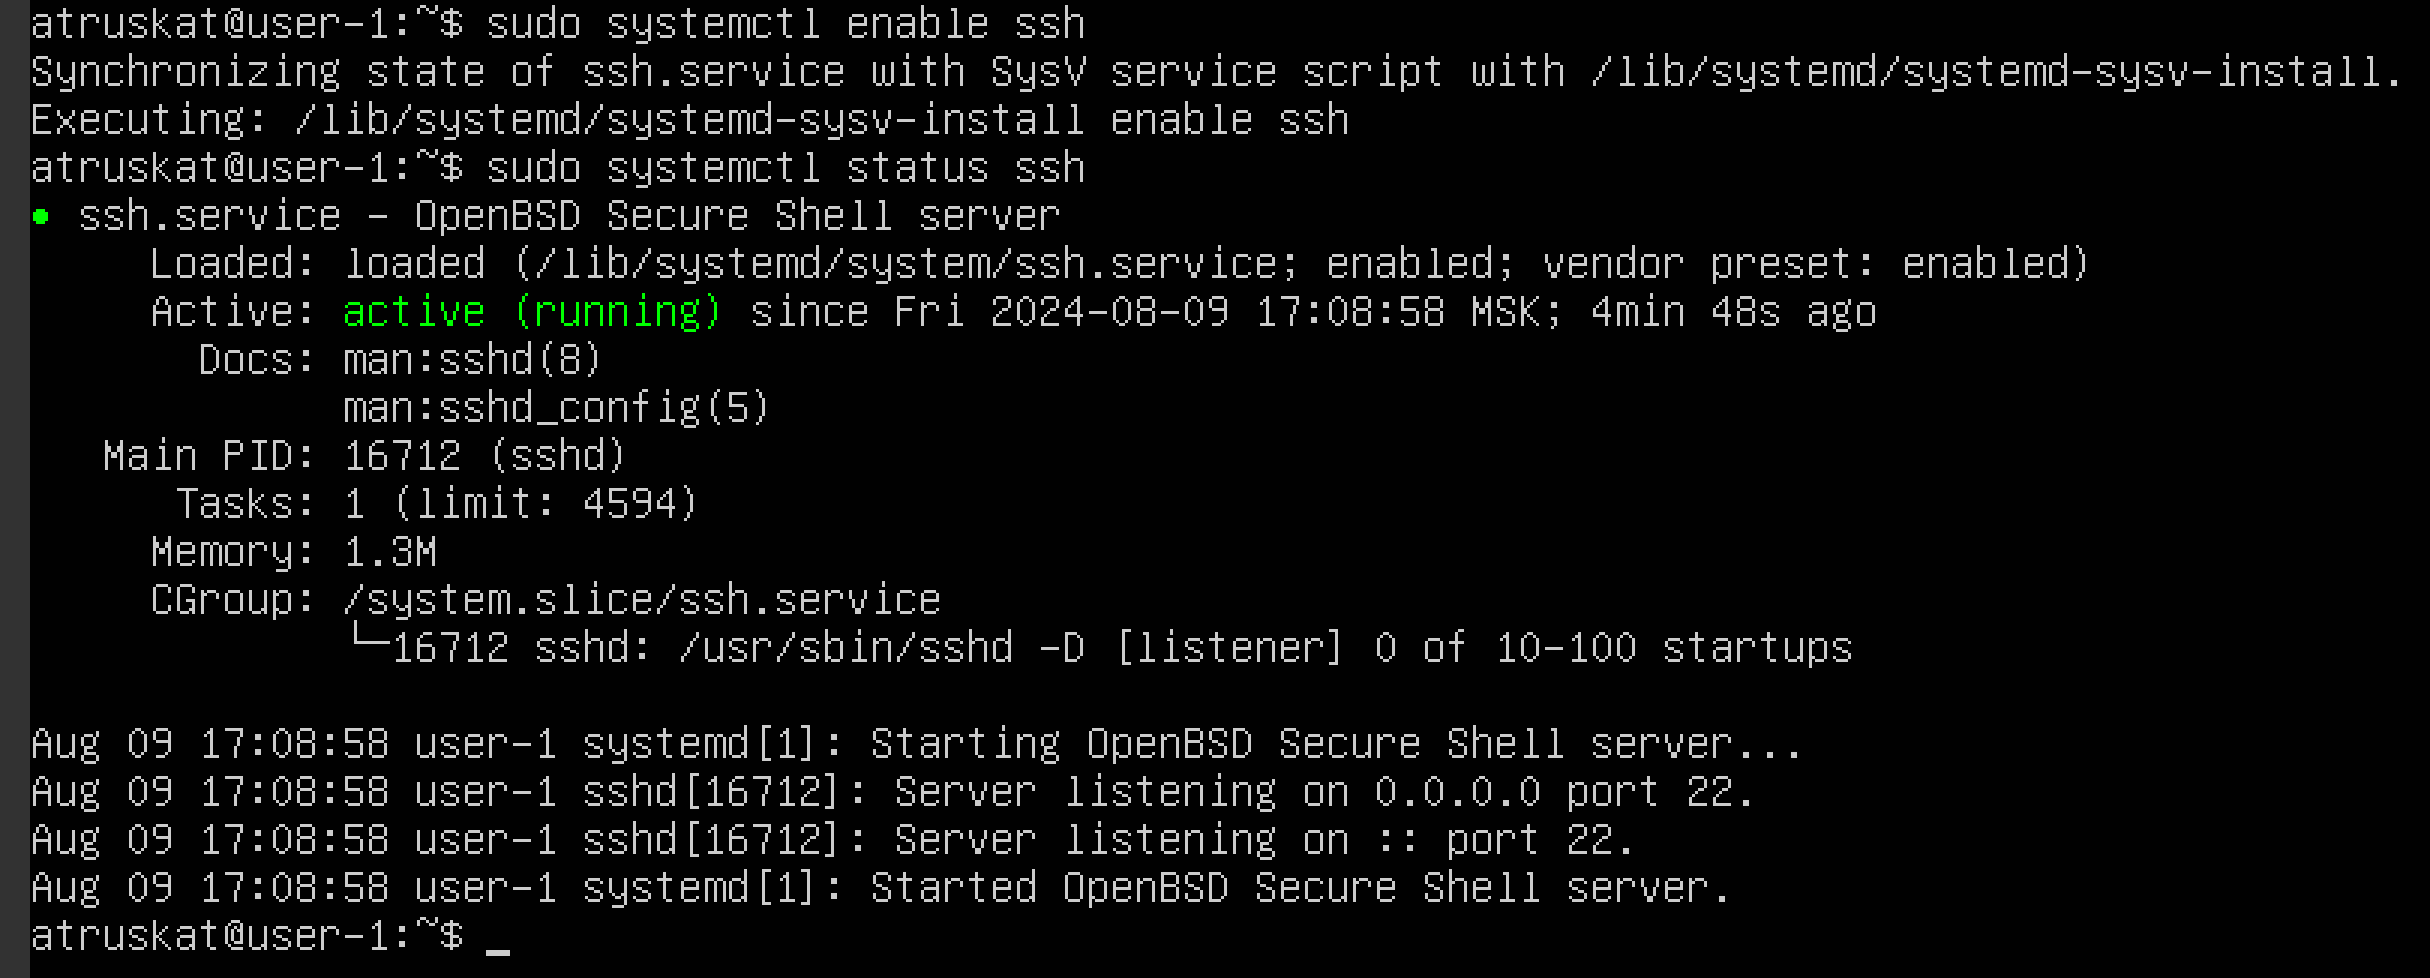 atruskat@user-1:~$ sudo systemctl enable ssh
Synchronizing state of ssh.service with SysV service script with /lib/systemd/systemd-sysv-install.
Executing: /lib/systemd/systemd-sysv-install enable ssh
atruskat@user-1:~$ sudo systemctl status ssh
● ssh.service - OpenBSD Secure Shell server
     Loaded: loaded (/lib/systemd/system/ssh.service; enabled; vendor preset: enabled)
     Active: active (running) since Fri 2024-08-09 17:08:58 MSK; 4min 48s ago
       Docs: man:sshd(8)
             man:sshd_config(5)
   Main PID: 16712 (sshd)
      Tasks: 1 (limit: 4594)
     Memory: 1.3M
     CGroup: /system.slice/ssh.service
             └─16712 sshd: /usr/sbin/sshd -D [listener] 0 of 10-100 startups

Aug 09 17:08:58 user-1 systemd[1]: Starting OpenBSD Secure Shell server...
Aug 09 17:08:58 user-1 sshd[16712]: Server listening on 0.0.0.0 port 22.
Aug 09 17:08:58 user-1 sshd[16712]: Server listening on :: port 22.
Aug 09 17:08:58 user-1 systemd[1]: Started OpenBSD Secure Shell server.
atruskat@user-1:~$ _